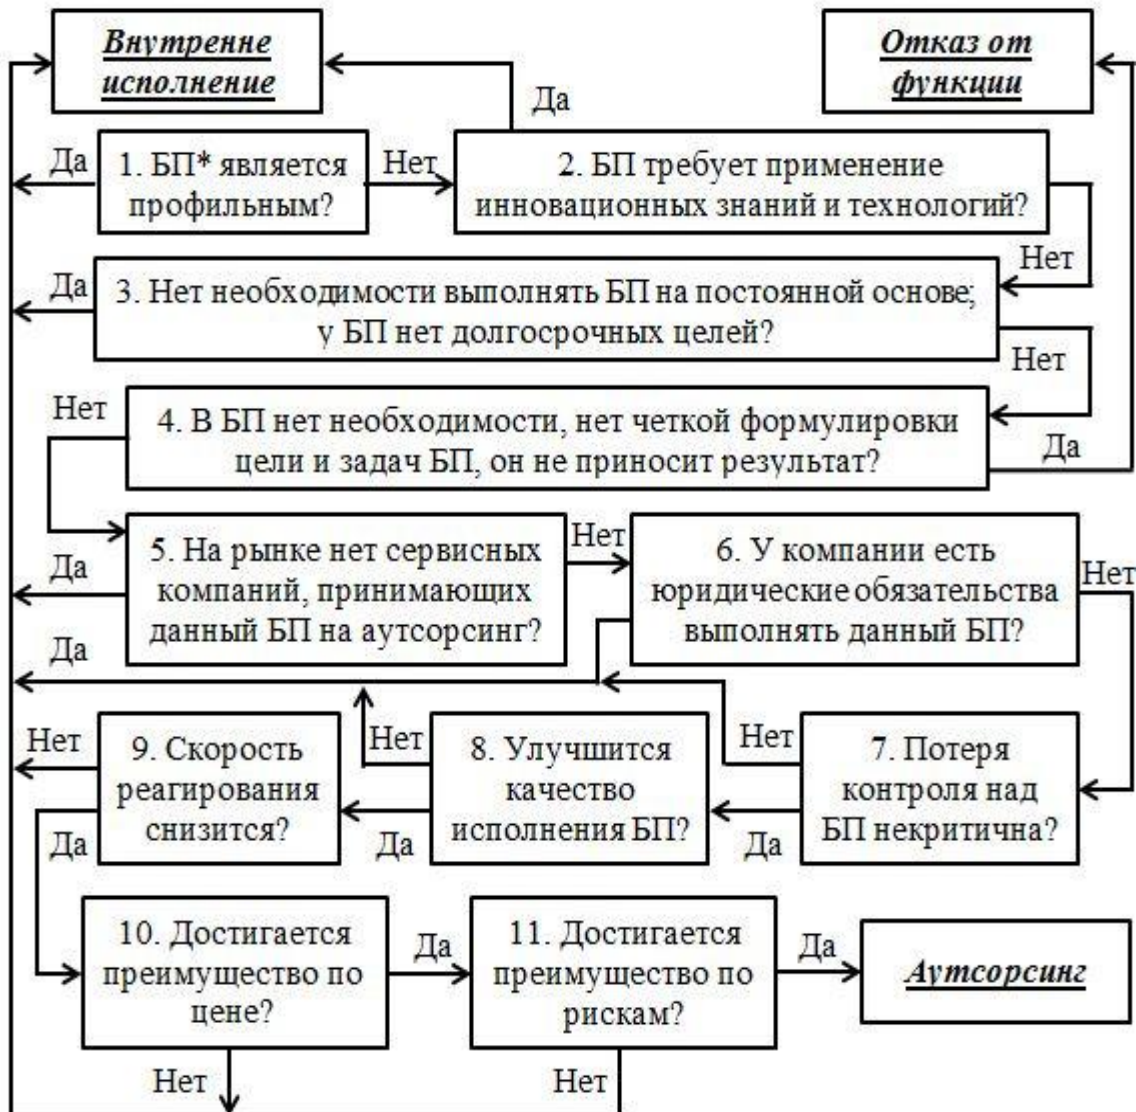 Внутренне
исполнение
Отказ от
функции
Да
Да
1. БП* является
профильным?
Нет
2. БП требует применение
инновационных знаний и технологий?
Нет
Да
3. Нет необходимости выполнять БП на постоянной основе;
у БП нет долгосрочных целей?
Нет
Нет
4. В БП нет необходимости, нет четкой формулировки
цели и задач БП, он не приносит результат?
Да
Да
5. На рынке нет сервисных
компаний, принимающих
данный БП на аутсорсинг?
Нет
6. У компании есть
юридические обязательства
выполнять данный БП?
Нет
Да
Нет
9. Скорость
реагирования
снизится?
Да
Нет
8. Улучшится
качество
исполнения БП?
Да
Нет
7. Потеря
контроля над
БП некритична?
Да
10. Достигается
преимущество по
цене?
Да
11. Достигается
преимущество по
рискам?
Да
Аутсорсинг
Нет
Нет